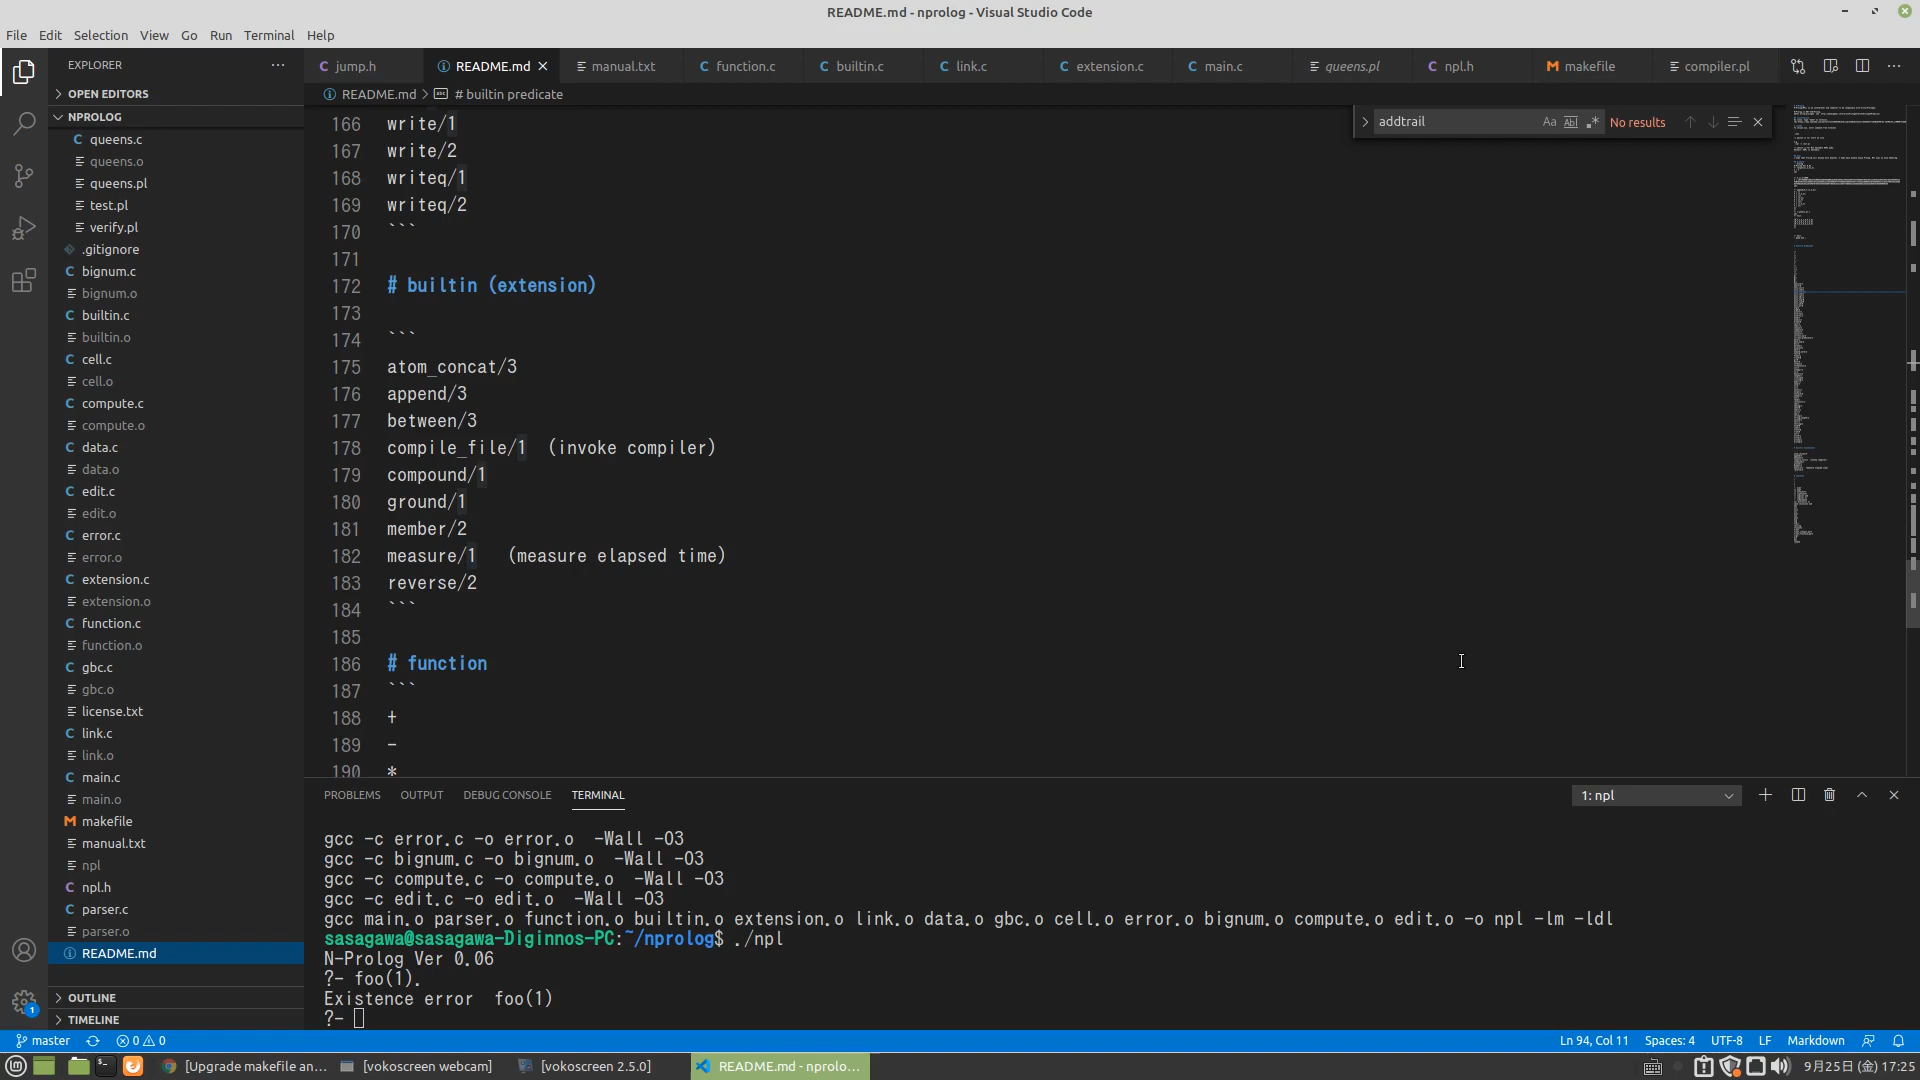 README.md - nprolog - Visual Studio Code
File Edit Selection View Go Run Terminal Help
EXPLORER
OPEN EDITORS
NPROLOG
queens.c
queens.o
queens.pl
test.pl
verify.pl
.gitignore
bignum.c
bignum.o
builtin.c
builtin.o
cell.c
cell.o
compute.c
compute.o
data.c
data.o
edit.c
edit.o
error.c
error.o
extension.c
extension.o
function.c
function.o
gbc.c
gbc.o
license.txt
link.c
link.o
main.c
main.o
makefile
manual.txt
npl
npl.h
parser.c
parser.o
README.md
OUTLINE
TIMELINE
jump.h README.md manual.txt function.c builtin.c link.c extension.c main.c queens.pl npl.h makefile compiler.pl
README.md > # builtin predicate
addtrail Aa Abl .* No results
166 write/1
167 write/2
168 writeq/1
169 writeq/2
170 ```
171
172 # builtin (extension)
173
174 ```
175 atom_concat/3
176 append/3
177 between/3
178 compile_file/1 (invoke compiler)
179 compound/1
180 ground/1
181 member/2
182 measure/1 (measure elapsed time)
183 reverse/2
184 ```
185
186 # function
187 ```
188 +
189 -
190 *
PROBLEMS OUTPUT DEBUG CONSOLE TERMINAL
1: npl
gcc -c error.c -o error.o -Wall -O3
gcc -c bignum.c -o bignum.o -Wall -O3
gcc -c compute.c -o compute.o -Wall -O3
gcc -c edit.c -o edit.o -Wall -O3
gcc main.o parser.o function.o builtin.o extension.o link.o data.o gbc.o cell.o error.o bignum.o compute.o edit.o -o npl -lm -ldl
sasagawa@sasagawa-Diginnos-PC:~/nprolog$ ./npl
N-Prolog Ver 0.06
?- foo(1).
Existence error foo(1)
?-
1
master 0 0
Ln 94, Col 11 Spaces: 4 UTF-8 LF Markdown
[Upgrade makefile an... [vokoscreen webcam] [vokoscreen 2.5.0] README.md - nprolo...
9月25日 (金) 17:25